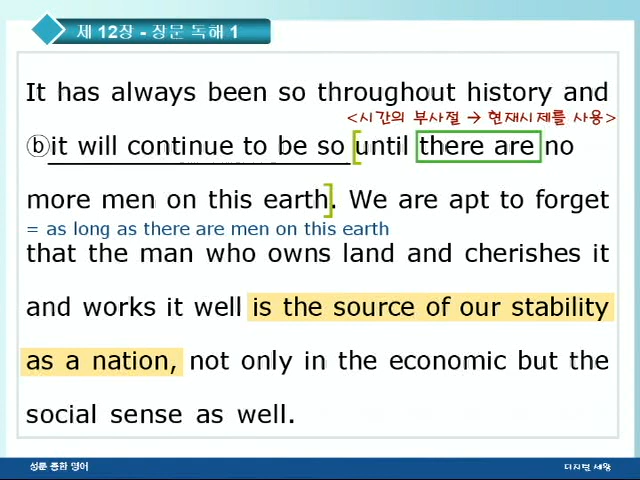 제 12장 - 장문 독해 1
It has always been so throughout history and
<시간의 부사절 → 현재시제를 사용>
ⓑit will continue to be so [until there are no
more men on this earth]. We are apt to forget
= as long as there are men on this earth
that the man who owns land and cherishes it
and works it well is the source of our stability
as a nation, not only in the economic but the
social sense as well.
성문 종합 영어
디지털 세왕